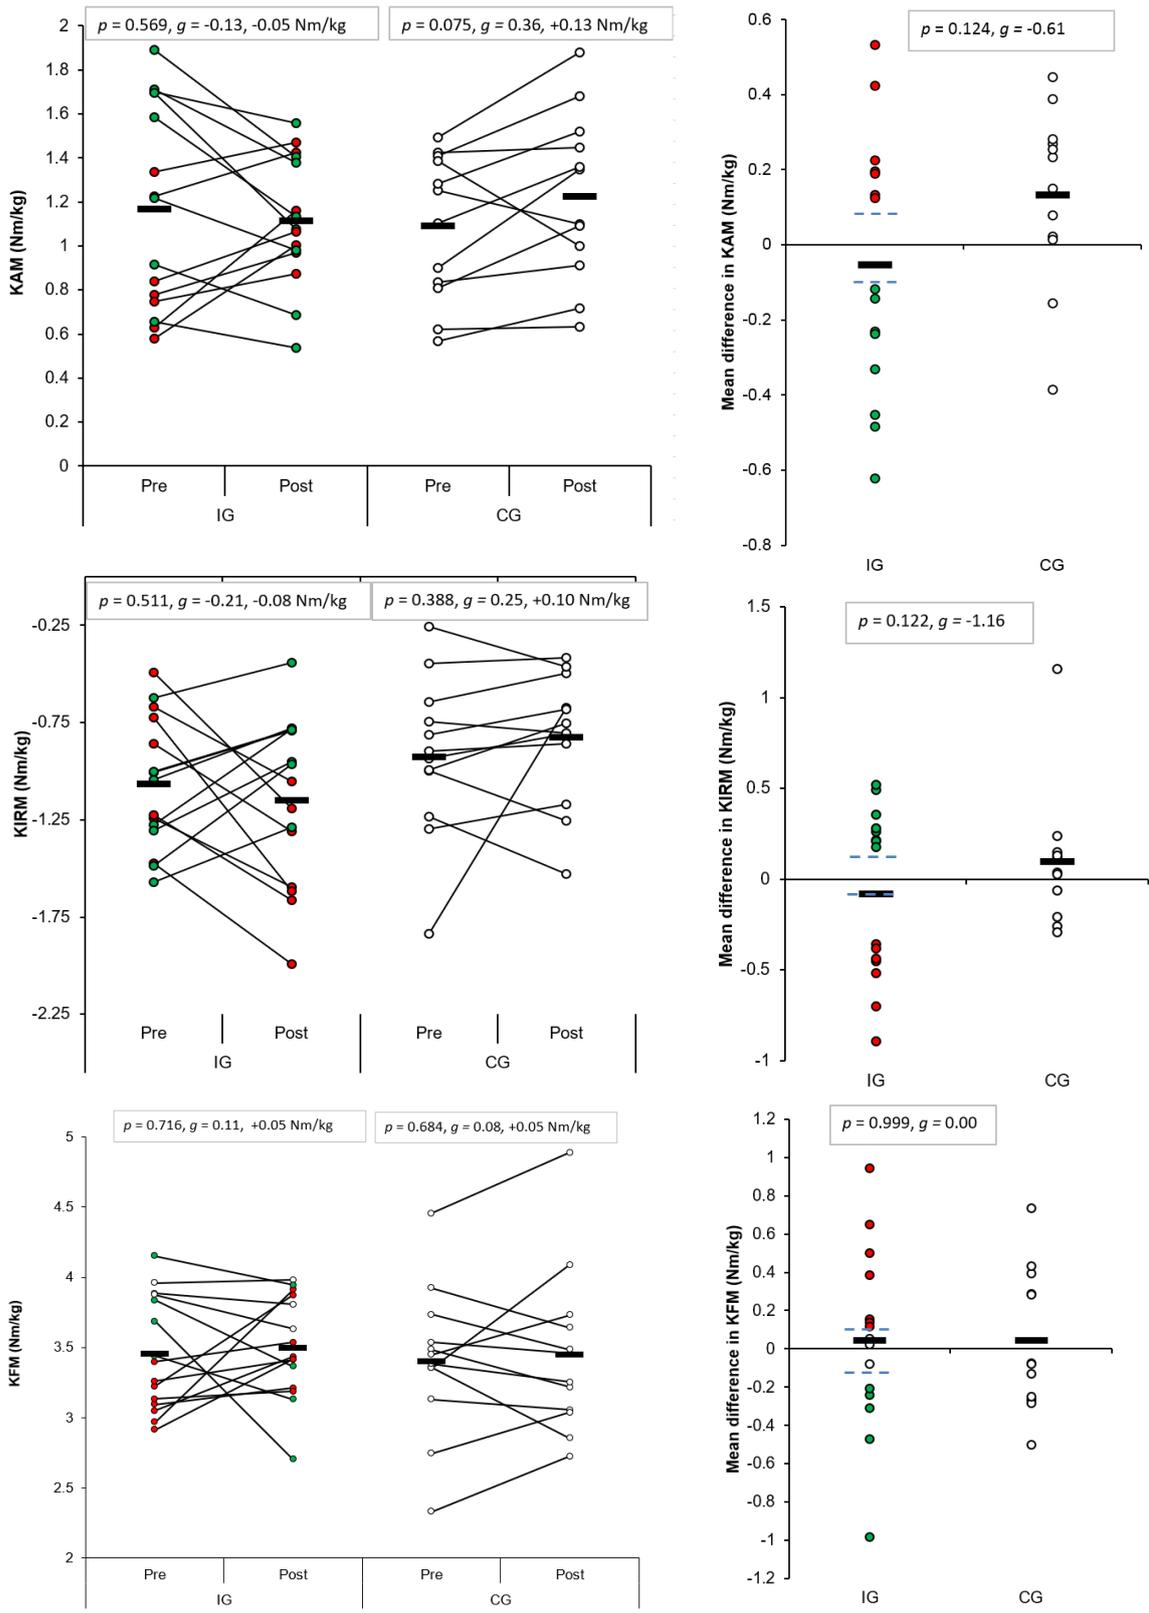 p = 0.569, g = -0.13, -0.05 Nm/kg
p = 0.075, g = 0.36, +0.13 Nm/kg
KAM (Nm/kg)
2
1.8
1.6
1.4
1.2
1
0.8
0.6
0.4
0.2
0
Pre
Post
Pre
Post
IG
CG
p = 0.124, g = -0.61
Mean difference in KAM (Nm/kg)
0.6
0.4
0.2
0
-0.2
-0.4
-0.6
-0.8
IG
CG
p = 0.511, g = -0.21, -0.08 Nm/kg
p = 0.388, g = 0.25, +0.10 Nm/kg
KIRM (Nm/kg)
-0.25
-0.75
-1.25
-1.75
-2.25
Pre
Post
Pre
Post
IG
CG
p = 0.122, g = -1.16
Mean difference in KIRM (Nm/kg)
1.5
1
0.5
0
-0.5
-1
IG
CG
p = 0.716, g = 0.11, +0.05 Nm/kg
p = 0.684, g = 0.08, +0.05 Nm/kg
KFM (Nm/kg)
5
4.5
4
3.5
3
2.5
2
Pre
Post
Pre
Post
IG
CG
p = 0.999, g = 0.00
Mean difference in KFM (Nm/kg)
1.2
1
0.8
0.6
0.4
0.2
0
-0.2
-0.4
-0.6
-0.8
-1
-1.2
IG
CG